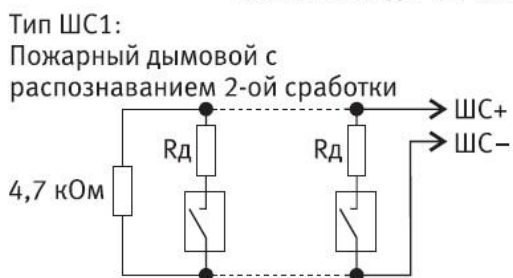 Тип ШС1:
Пожарный дымовой с
распознаванием 2-ой сработки
ШС+
Rд
Rд
ШС–
4,7 кОм